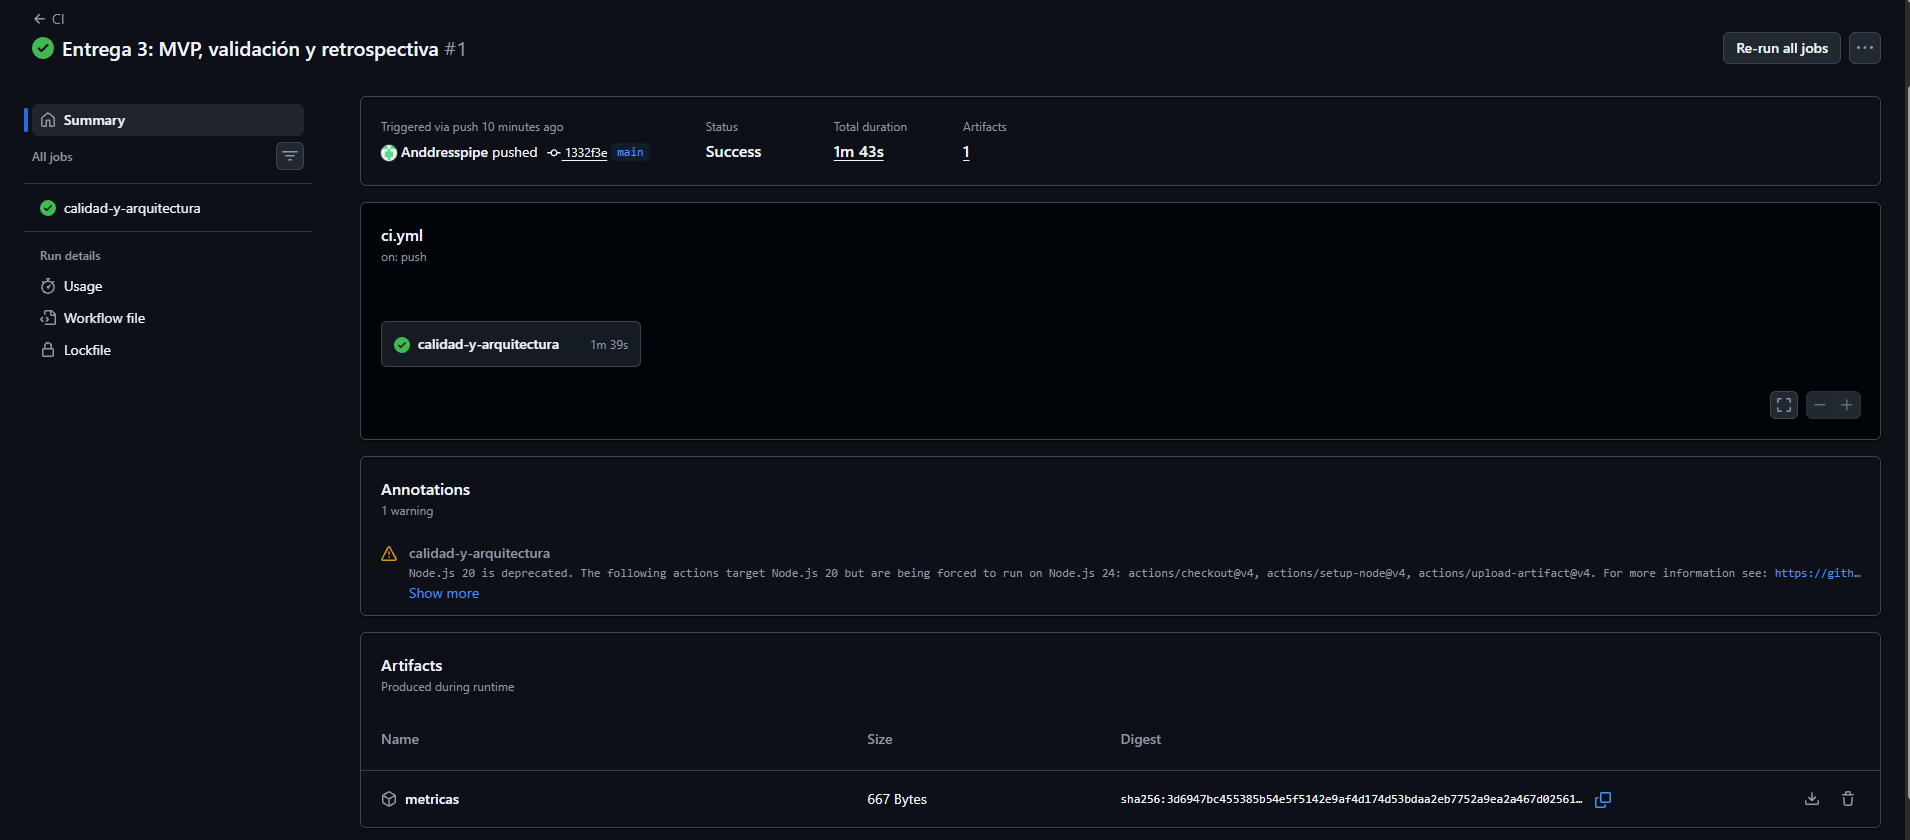 CI
Entrega 3: MVP, validación y retrospectiva #1
Re-run all jobs
Summary
All jobs
calidad-y-arquitectura
Run details
Usage
Workflow file
Lockfile
Triggered via push 10 minutes ago
Anddresspipe pushed 1332f3e main
Status
Success
Total duration
1m 43s
Artifacts
1
ci.yml
on: push
calidad-y-arquitectura 1m 39s
Annotations
1 warning
calidad-y-arquitectura
Node.js 20 is deprecated. The following actions target Node.js 20 but are being forced to run on Node.js 24: actions/checkout@v4, actions/setup-node@v4, actions/upload-artifact@v4. For more information see: https://gith…
Show more
Artifacts
Produced during runtime
Name Size Digest
metricas 667 Bytes sha256:3d6947bc455385b54e5f5142e9af4d174d53bdaa2eb7752a9ea2a467d02561…